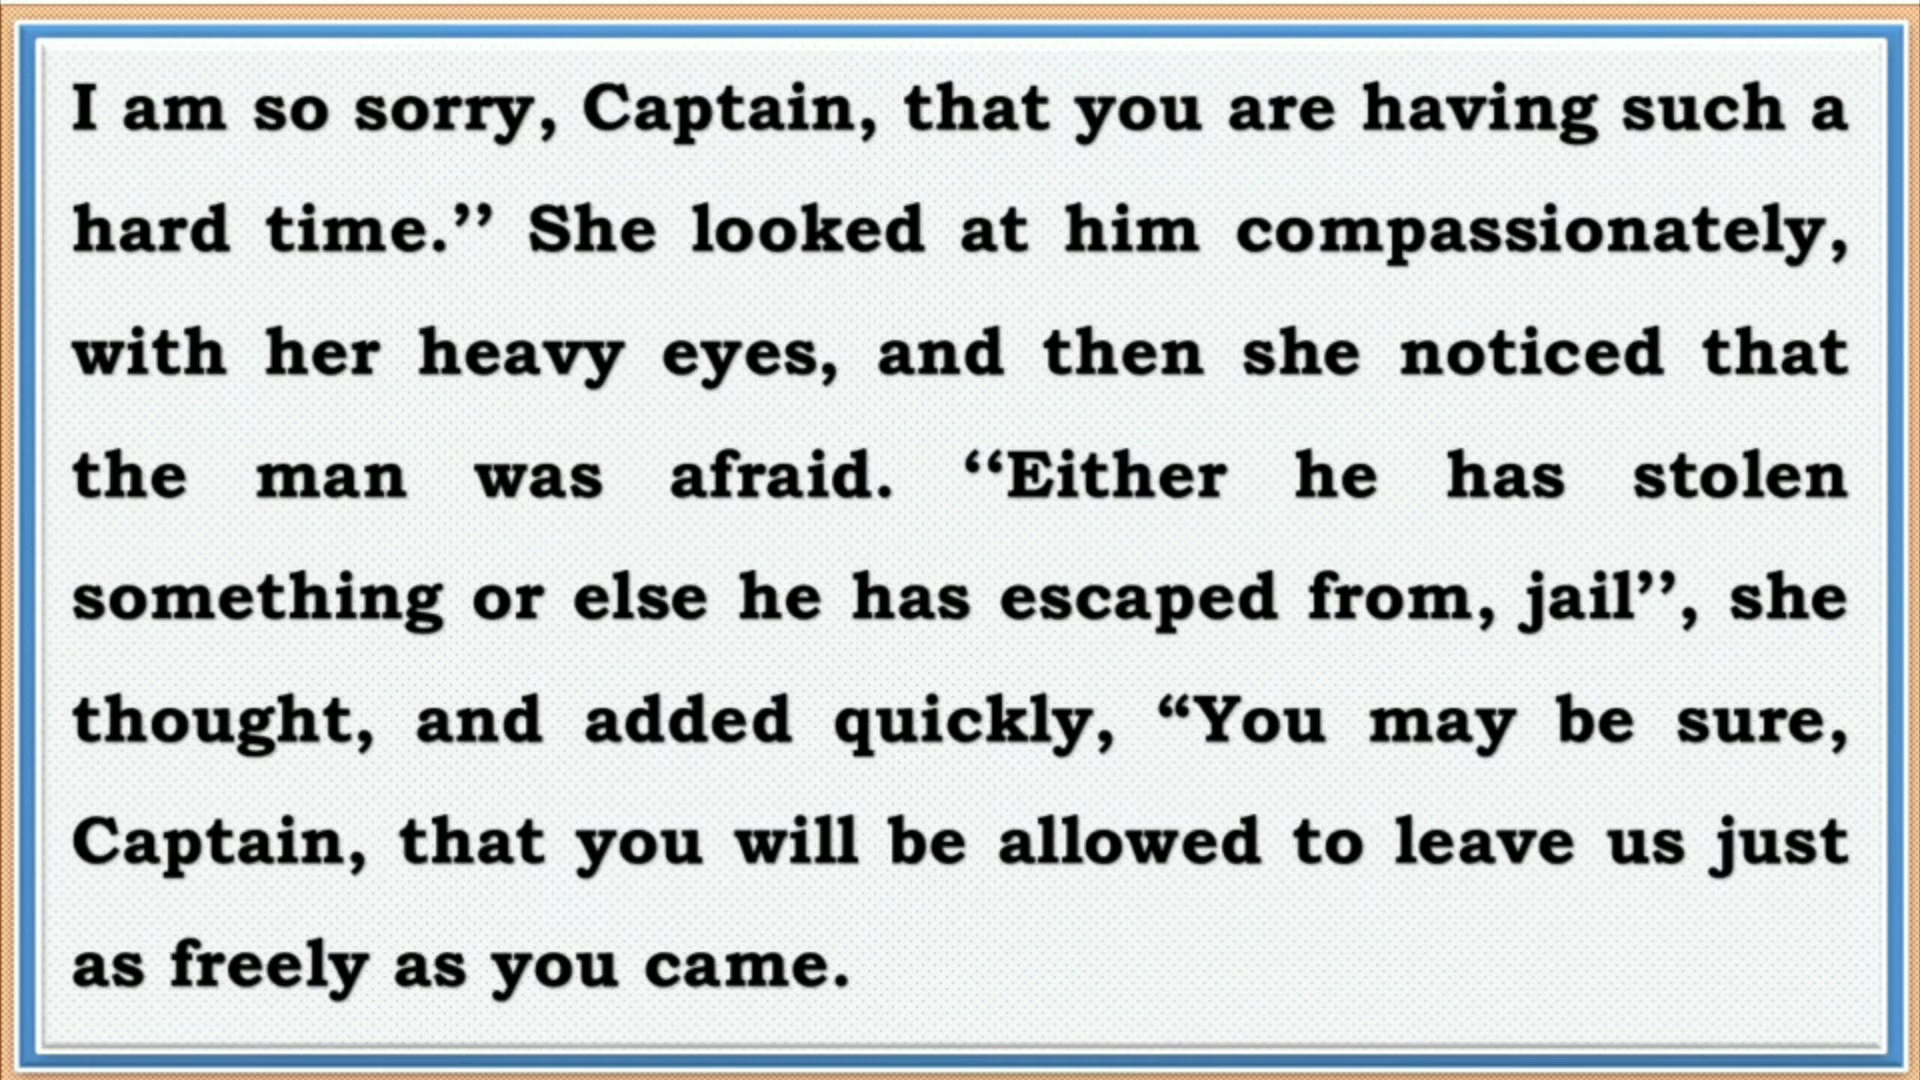 I am so sorry, Captain, that you are having such a
hard time.’’ She looked at him compassionately,
with her heavy eyes, and then she noticed that
the man was afraid. ‘‘Either he has stolen
something or else he has escaped from, jail’’, she
thought, and added quickly, “You may be sure,
Captain, that you will be allowed to leave us just
as freely as you came.